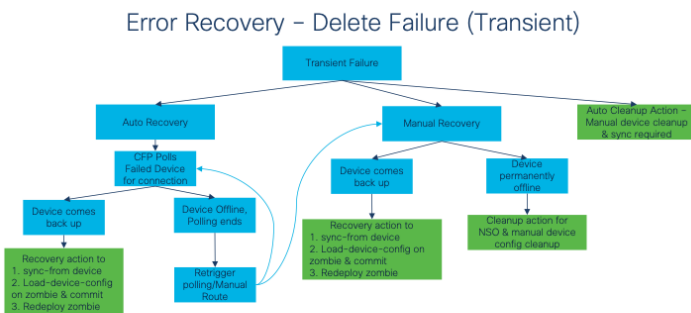 Error Recovery – Delete Failure (Transient)
Transient Failure
Auto Recovery
Manual Recovery
Auto Cleanup Action –
Manual device cleanup
& sync required
CFP Polls
Failed Device
for connection
Device comes
back up
Device
permanently
offline
Device comes
back up
Device Offline,
Polling ends
Recovery action to
1. sync-from device
2. Load-device-config on
zombie & commit
3. Redeploy zombie
Cleanup action for
NSO & manual device
config cleanup
Recovery action to
1. sync-from device
2. Load-device-config
on zombie & commit
3. Redeploy zombie
Retrigger
polling/Manual
Route